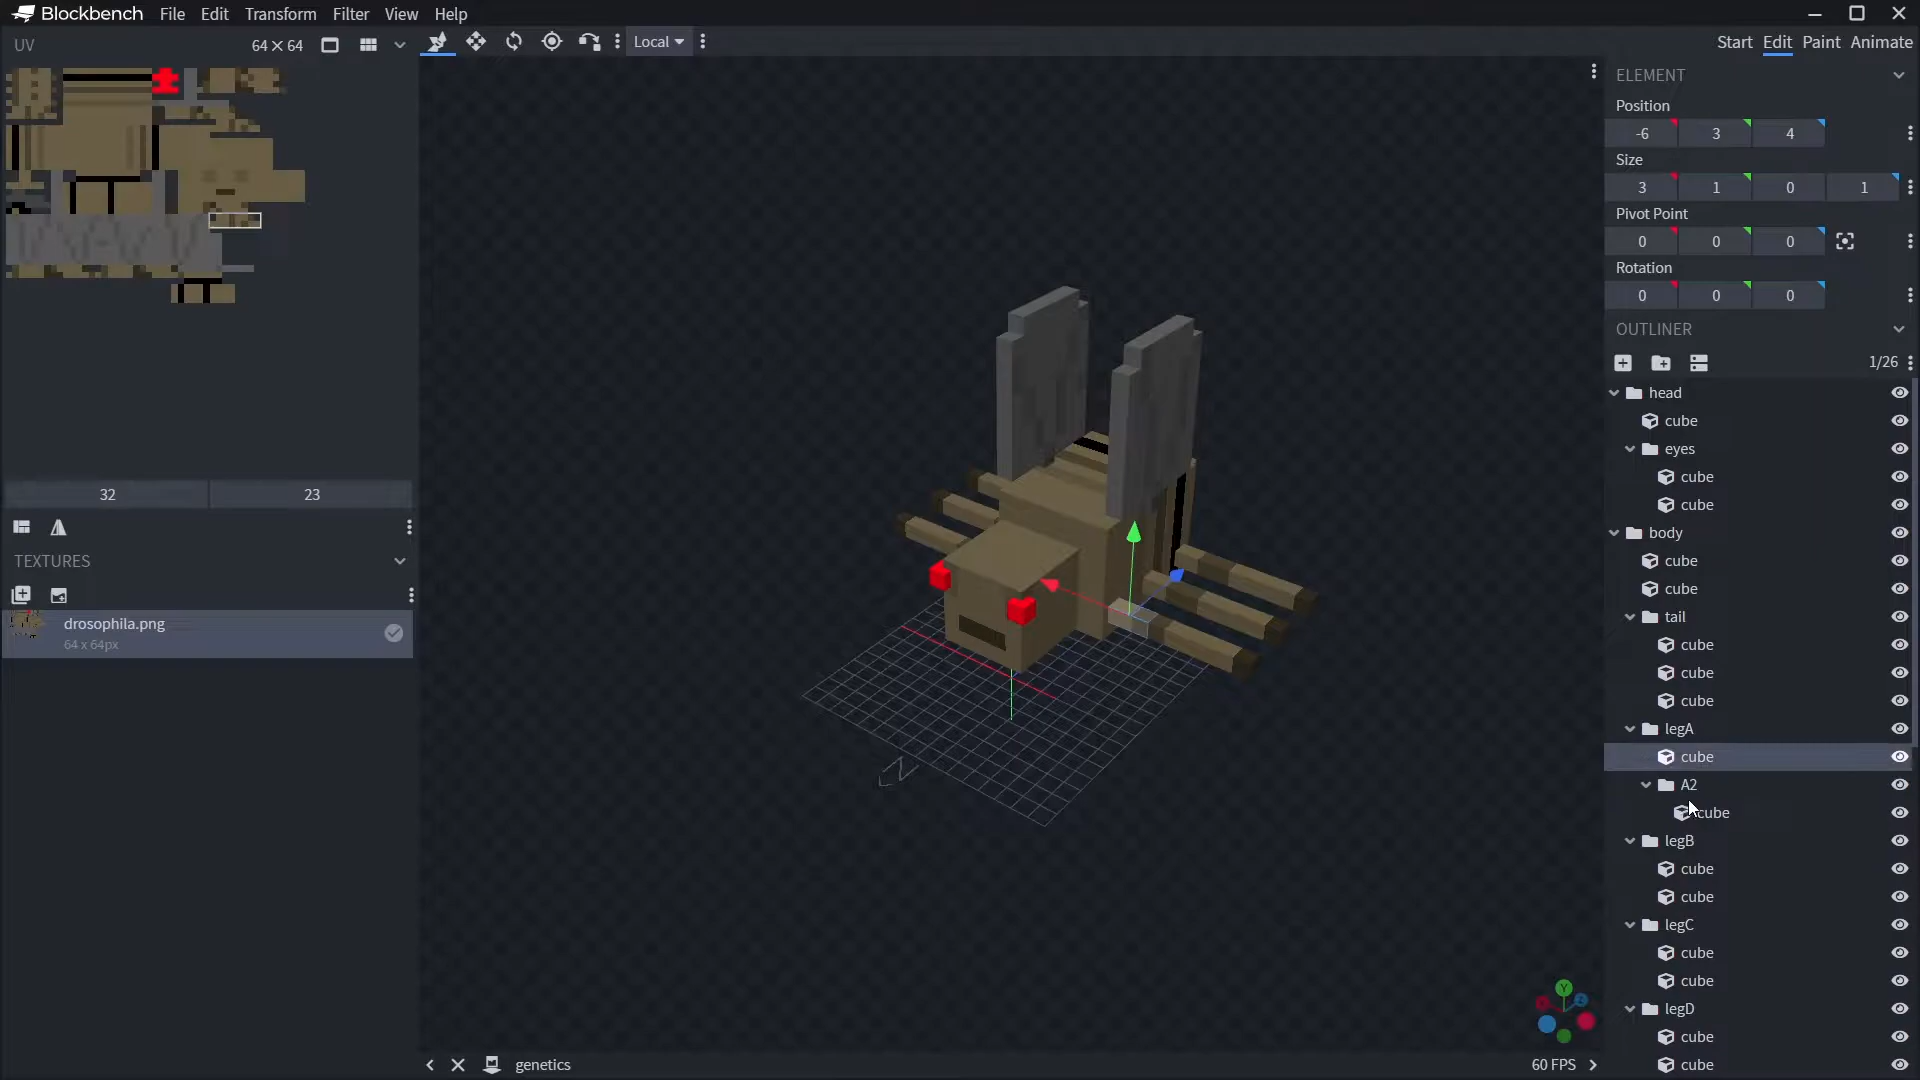 Blockbench File Edit Transform Filter View Help
UV 64 × 64
Local
Start Edit Paint Animate
ELEMENT
Position
-6 3 4
Size
3 1 0 1
Pivot Point
0 0 0
Rotation
0 0 0
OUTLINER
1/26
head
cube
eyes
cube
cube
body
cube
cube
tail
cube
cube
cube
legA
cube
A2
cube
legB
cube
cube
legC
cube
cube
legD
cube
cube
32 23
TEXTURES
drosophila.png
64 x 64px
Y
Z
genetics
60 FPS